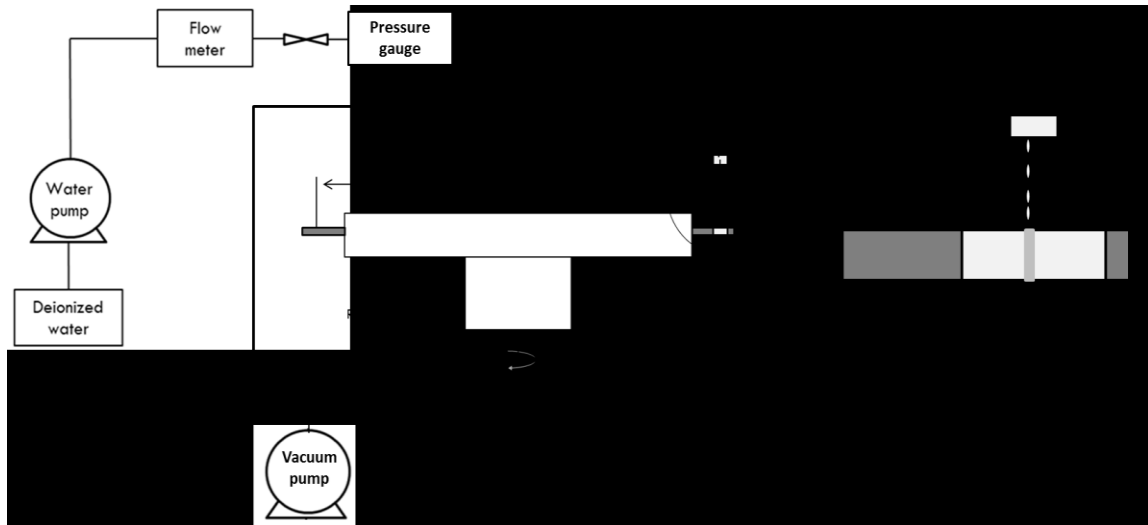 Flow
meter
Pressure
gauge
Water
pump
Deionized
water
Vacuum
pump